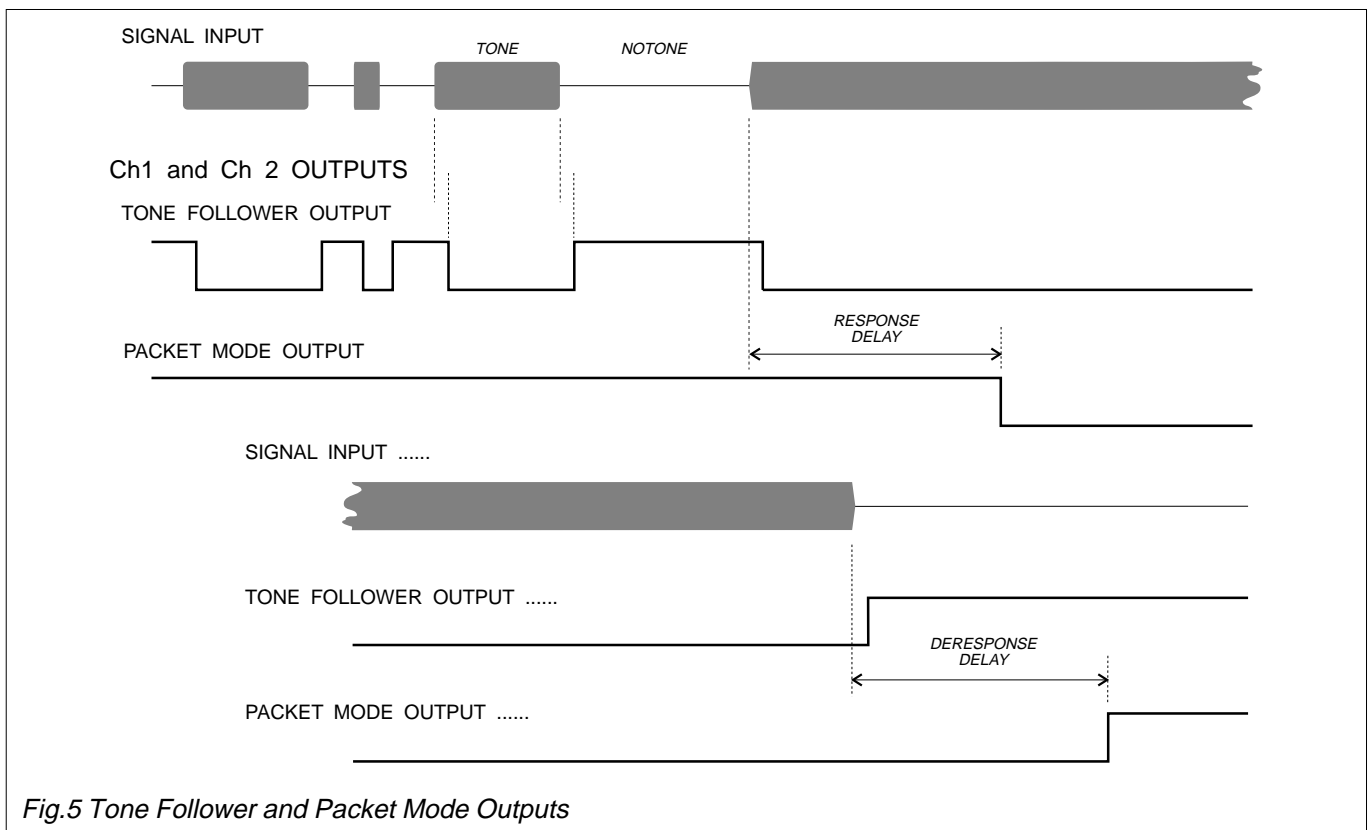 SIGNAL INPUT
TONE
NOTONE
Ch1 and Ch 2 OUTPUTS
TONE FOLLOWER OUTPUT
RESPONSE
DELAY
PACKET MODE OUTPUT
SIGNAL INPUT ......
TONE FOLLOWER OUTPUT ......
DERESPONSE
DELAY
PACKET MODE OUTPUT ......
Fig.5 Tone Follower and Packet Mode Outputs